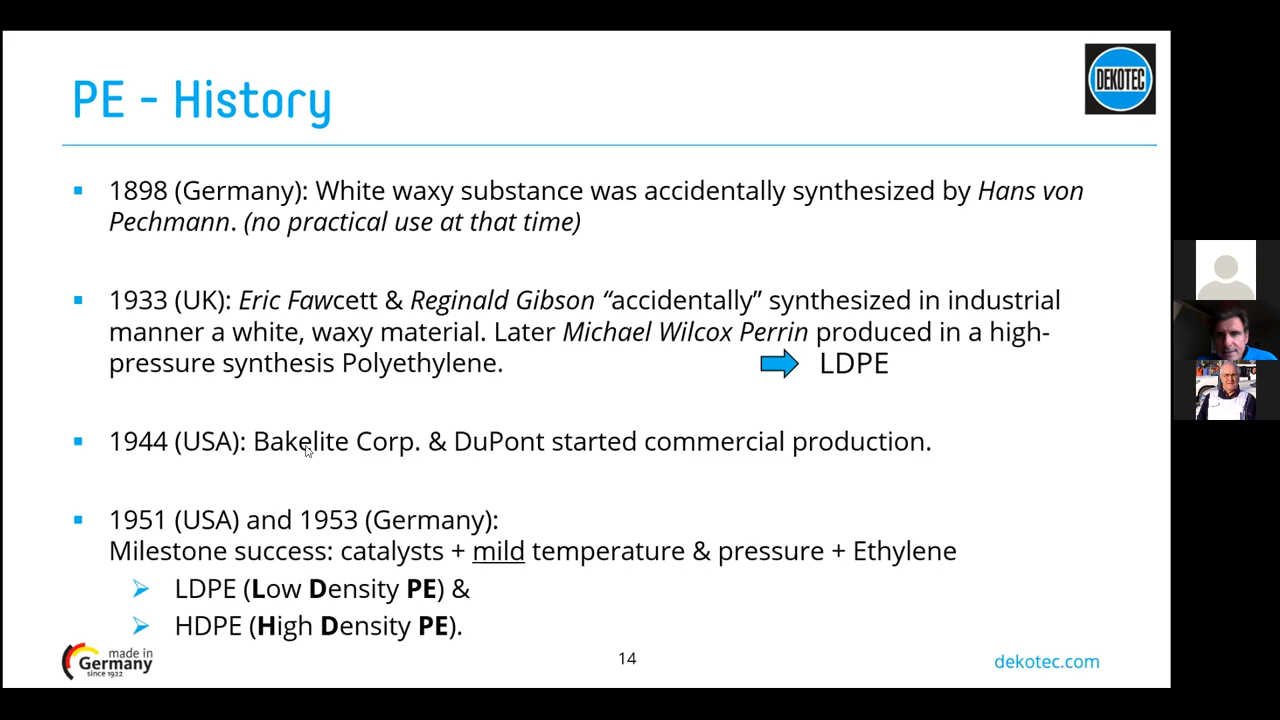 PE - History
DEKOTEC
▪ 1898 (Germany): White waxy substance was accidentally synthesized by Hans von
Pechmann. (no practical use at that time)
▪ 1933 (UK): Eric Fawcett & Reginald Gibson “accidentally” synthesized in industrial
manner a white, waxy material. Later Michael Wilcox Perrin produced in a high-
pressure synthesis Polyethylene.
LDPE
▪ 1944 (USA): Bakelite Corp. & DuPont started commercial production.
▪ 1951 (USA) and 1953 (Germany):
Milestone success: catalysts + mild temperature & pressure + Ethylene
➢ LDPE (Low Density PE) &
➢ HDPE (High Density PE).
made in
Germany
since 1922
14
dekotec.com